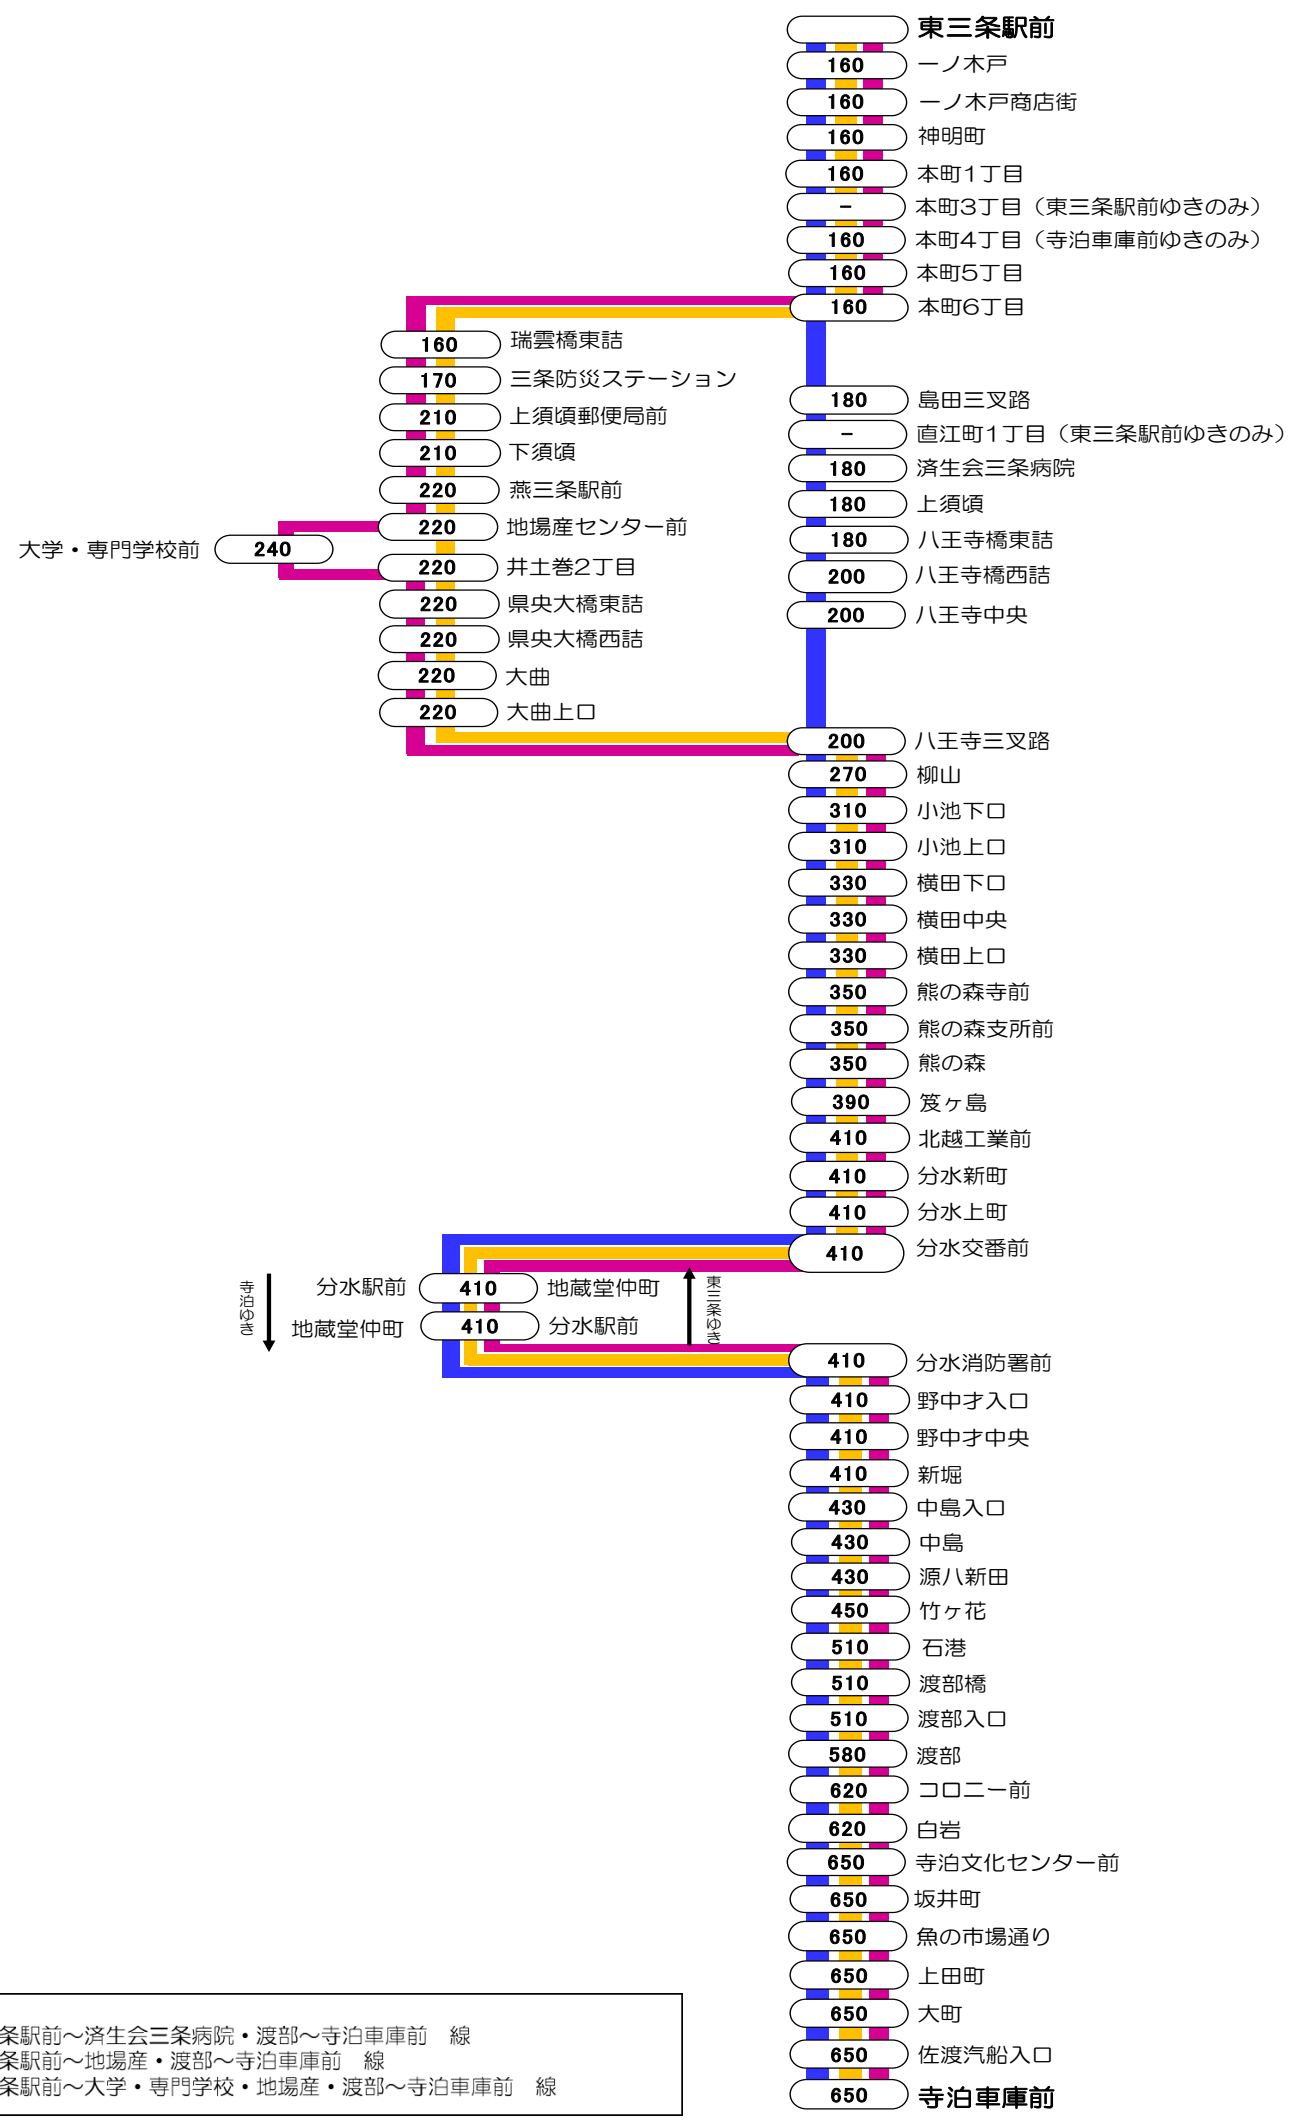 東三条駅前
160 一ノ木戸
160 一ノ木戸商店街
160 神明町
160 本町1丁目
- 本町3丁目（東三条駅前ゆきのみ）
160 本町4丁目（寺泊車庫前ゆきのみ）
160 本町5丁目
160 本町6丁目
160 瑞雲橋東詰
170 三条防災ステーション
210 上須頃郵便局前
210 下須頃
220 燕三条駅前
220 地場産センター前
大学・専門学校前 240
220 井土巻2丁目
220 県央大橋東詰
220 県央大橋西詰
220 大曲
220 大曲上口
180 島田三叉路
- 直江町1丁目（東三条駅前ゆきのみ）
180 済生会三条病院
180 上須頃
180 八王寺橋東詰
200 八王寺橋西詰
200 八王寺中央
200 八王寺三叉路
270 柳山
310 小池下口
310 小池上口
330 横田下口
330 横田中央
330 横田上口
350 熊の森寺前
350 熊の森支所前
350 熊の森
390 笈ヶ島
410 北越工業前
410 分水新町
410 分水上町
410 分水交番前
寺泊ゆき
分水駅前 410 地蔵堂仲町
地蔵堂仲町 410 分水駅前
東三条ゆき
410 分水消防署前
410 野中才入口
410 野中才中央
410 新堀
430 中島入口
430 中島
430 源八新田
450 竹ヶ花
510 石港
510 渡部橋
510 渡部入口
580 渡部
620 コロニー前
620 白岩
650 寺泊文化センター前
650 坂井町
650 魚の市場通り
650 上田町
650 大町
650 佐渡汽船入口
650 寺泊車庫前
条駅前～済生会三条病院・渡部～寺泊車庫前 線
条駅前～地場産・渡部～寺泊車庫前 線
条駅前～大学・専門学校・地場産・渡部～寺泊車庫前 線